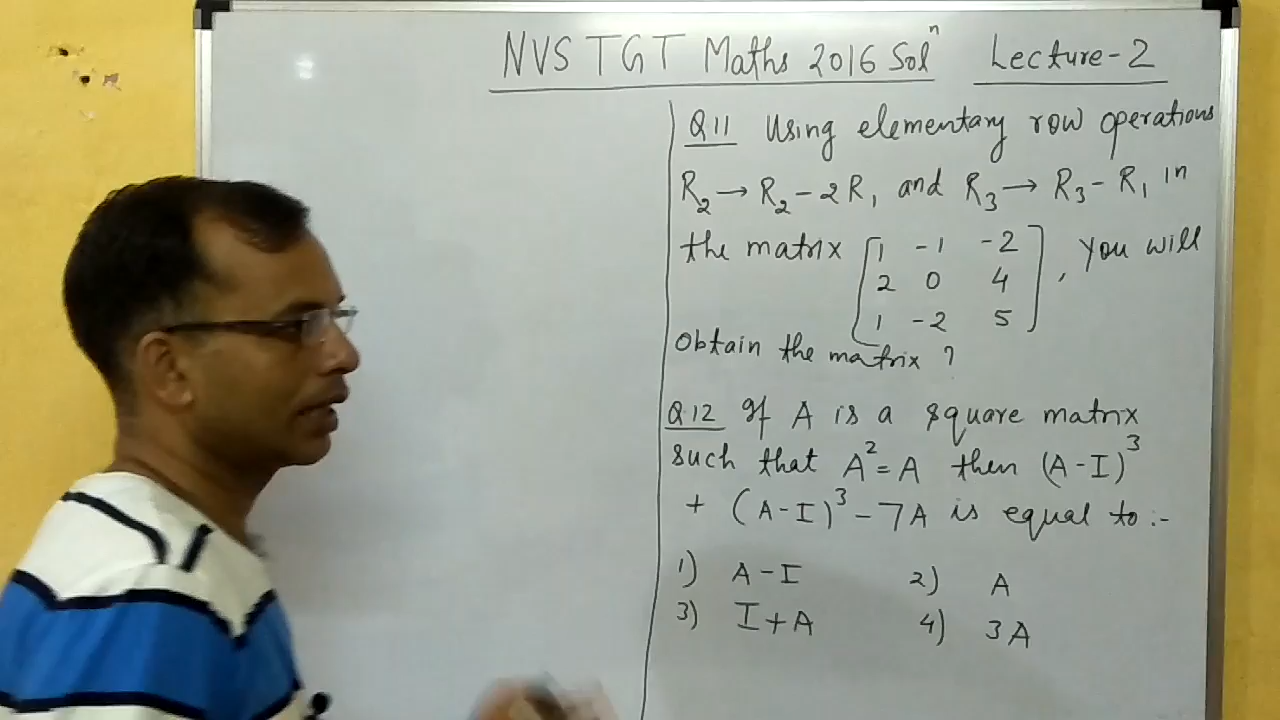 NVS TGT Maths 2016 Solⁿ Lecture-2
Q11 Using elementary row operations
R₂ → R₂ - 2R₁ and R₃ → R₃ - R₁ in
the matrix [1 -1 -2
2 0 4
1 -2 5], you will
obtain the matrix ?
Q12 If A is a square matrix
such that A² = A then (A-I)³
+ (A-I)³ - 7A is equal to :-
1) A-I 2) A
3) I+A 4) 3A